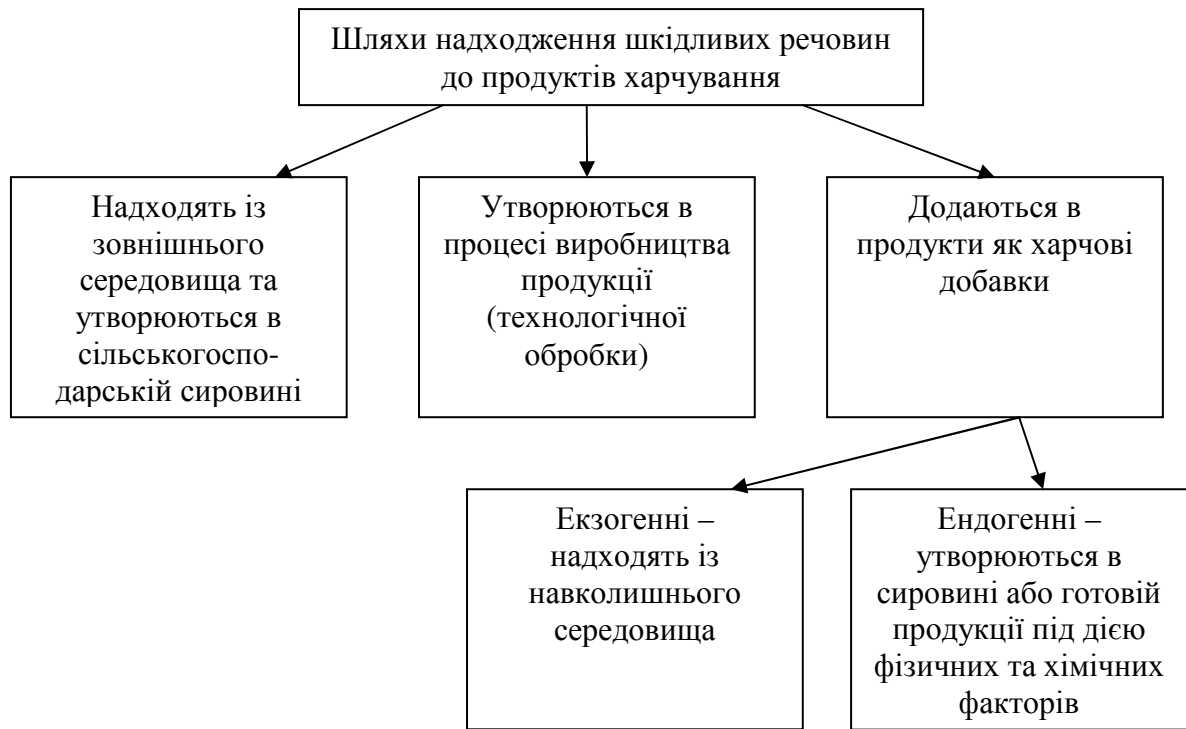 Шляхи надходження шкідливих речовин
до продуктів харчування
Надходять із
зовнішнього
середовища та
утворюються в
сільськогоспо-
дарській сировині
Утворюються в
процесі виробництва
продукції
(технологічної
обробки)
Додаються в
продукти як харчові
добавки
Екзогенні –
надходять із
навколишнього
середовища
Ендогенні –
утворюються в
сировині або готовій
продукції під дією
фізичних та хімічних
факторів